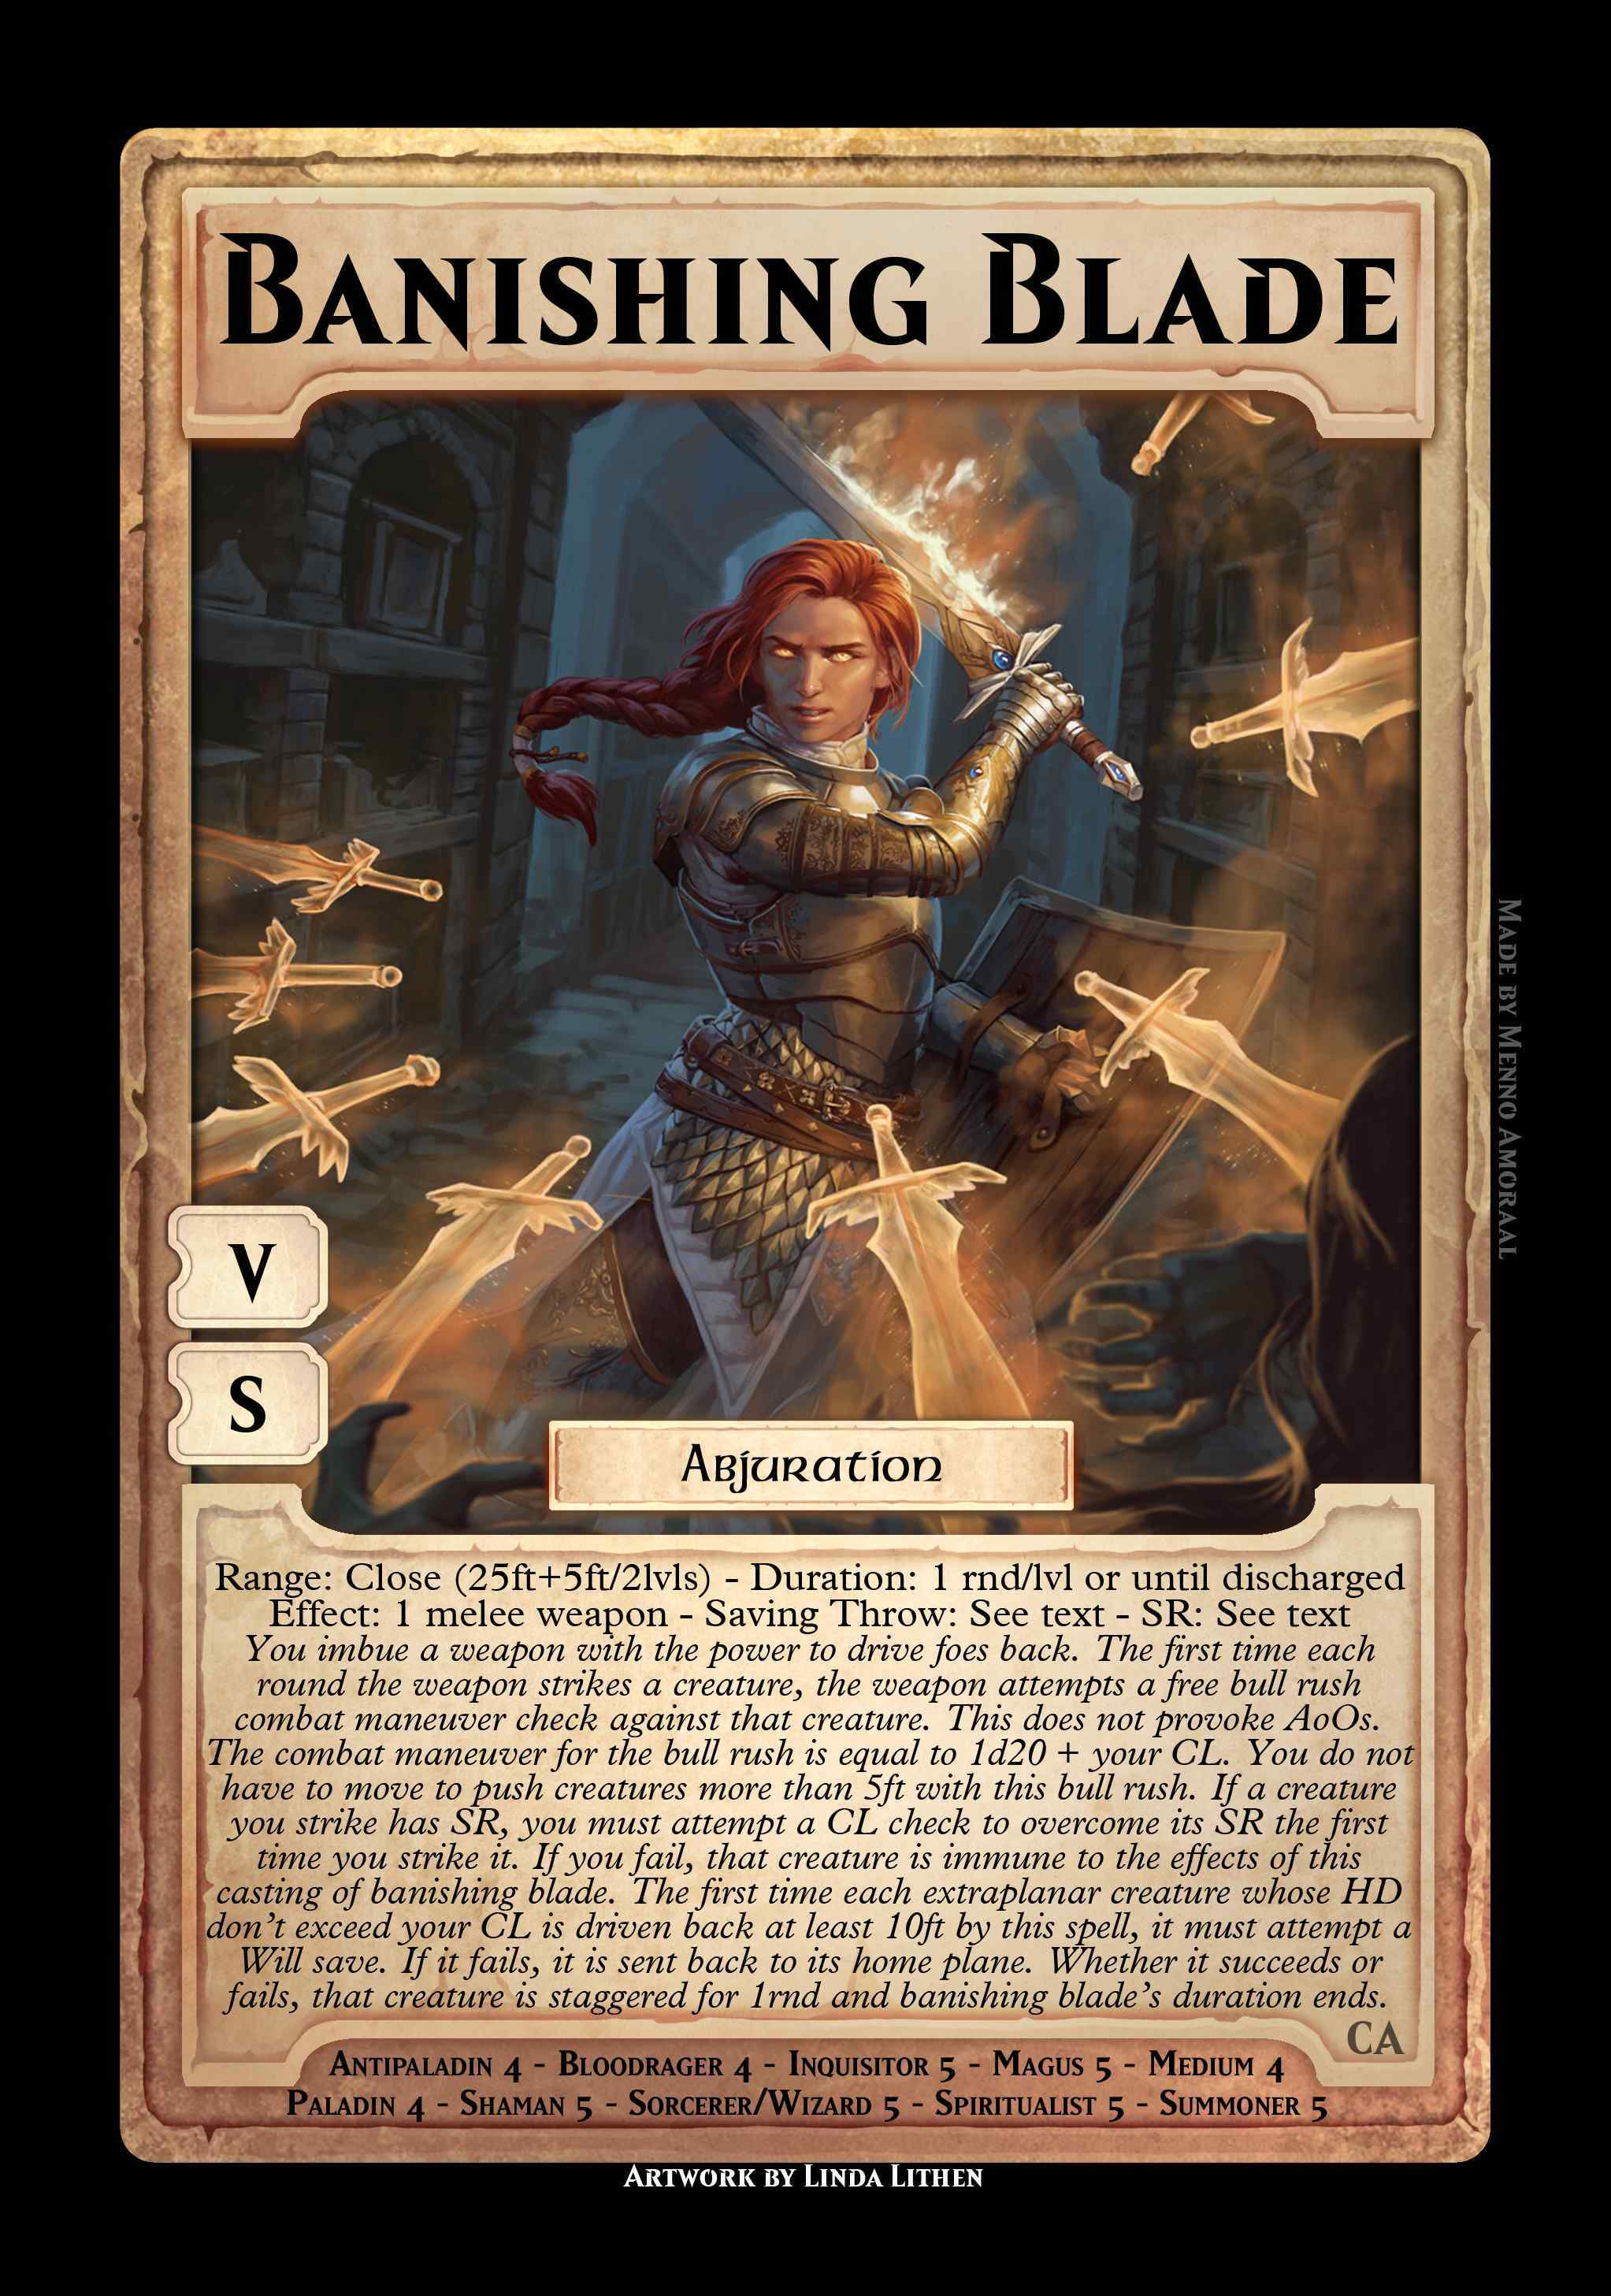 Banishing Blade
V
S
Abjuration
Range: Close (25ft+5ft/2lvls) - Duration: 1 rnd/lvl or until discharged
Effect: 1 melee weapon - Saving Throw: See text - SR: See text
You imbue a weapon with the power to drive foes back. The first time each
round the weapon strikes a creature, the weapon attempts a free bull rush
combat maneuver check against that creature. This does not provoke AoOs.
The combat maneuver for the bull rush is equal to 1d20 + your CL. You do not
have to move to push creatures more than 5ft with this bull rush. If a creature
you strike has SR, you must attempt a CL check to overcome its SR the first
time you strike it. If you fail, that creature is immune to the effects of this
casting of banishing blade. The first time each extraplanar creature whose HD
don't exceed your CL is driven back at least 10ft by this spell, it must attempt a
Will save. If it fails, it is sent back to its home plane. Whether it succeeds or
fails, that creature is staggered for 1rnd and banishing blade's duration ends.
CA
Antipaladin 4 - Bloodrager 4 - Inquisitor 5 - Magus 5 - Medium 4
Paladin 4 - Shaman 5 - Sorcerer/Wizard 5 - Spiritualist 5 - Summoner 5
Artwork by Linda Lithen
Made by Menno Amoraal